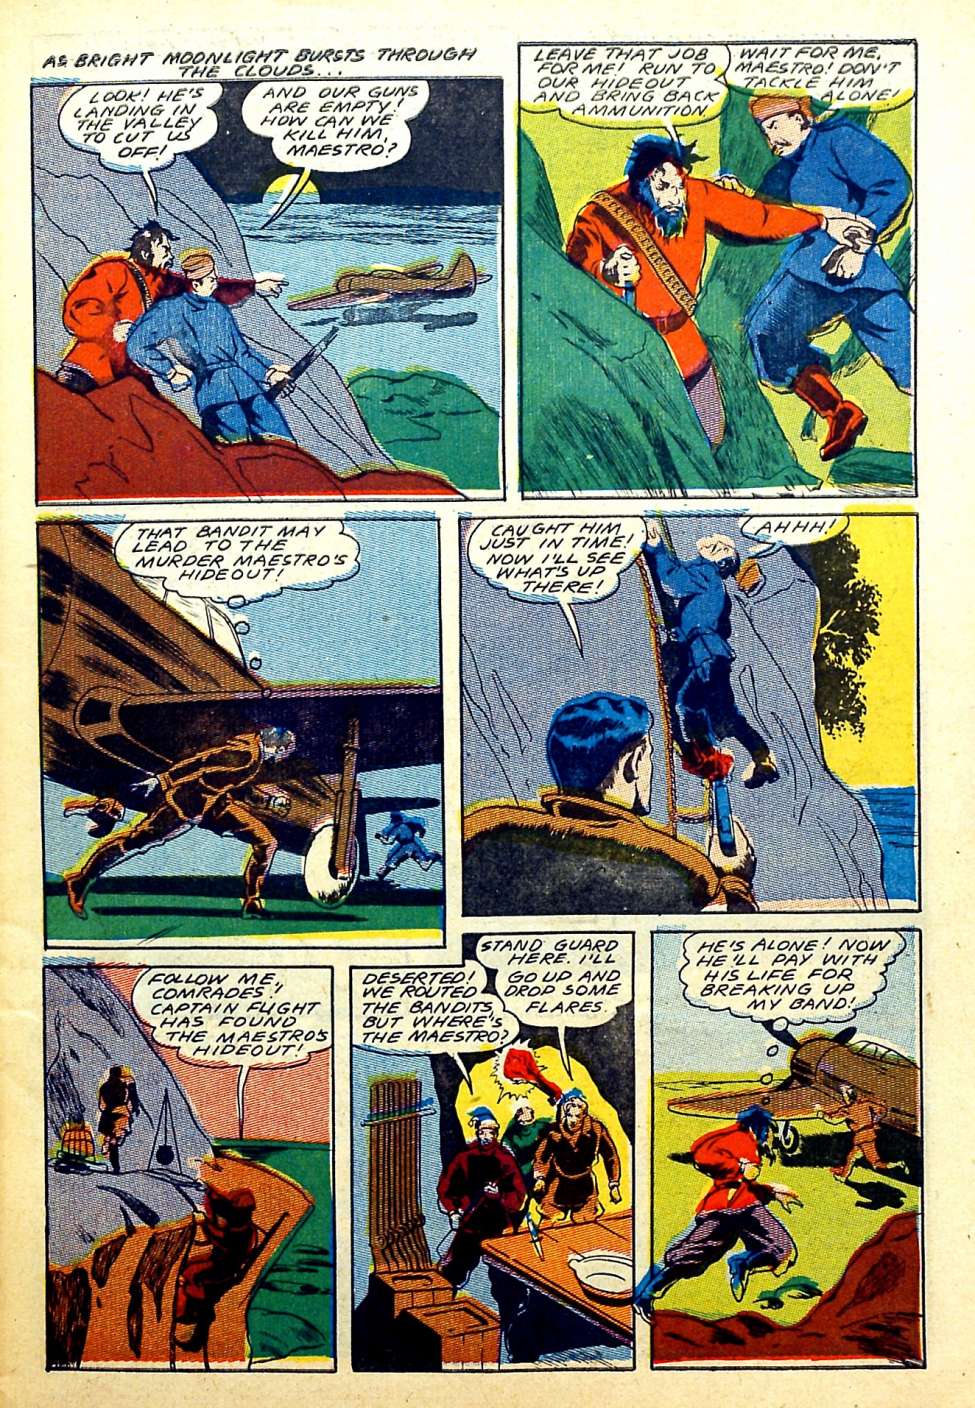 AS BRIGHT MOONLIGHT BURSTS THROUGH
THE CLOUDS...
LOOK! HE'S
LANDING IN
THE VALLEY
TO CUT US
OFF!
AND OUR GUNS
ARE EMPTY!
HOW CAN WE
KILL HIM,
MAESTRO?
LEAVE THAT JOB
FOR ME! RUN TO
OUR HIDEOUT
AND BRING BACK
AMMUNITION
WAIT FOR ME,
MAESTRO! DON'T
TACKLE HIM
ALONE!
THAT BANDIT MAY
LEAD TO THE
MURDER MAESTRO'S
HIDEOUT!
CAUGHT HIM
JUST IN TIME!
NOW I'LL SEE
WHAT'S UP
THERE!
AHHH!
FOLLOW ME,
COMRADES!
CAPTAIN FLIGHT
HAS FOUND
THE MAESTRO'S
HIDEOUT!
DESERTED!
WE ROUTED
THE BANDITS,
BUT WHERE'S
THE MAESTRO?
STAND GUARD
HERE. I'LL
GO UP AND
DROP SOME
FLARES.
HE'S ALONE! NOW
HE'LL PAY WITH
HIS LIFE FOR
BREAKING UP
MY BAND!